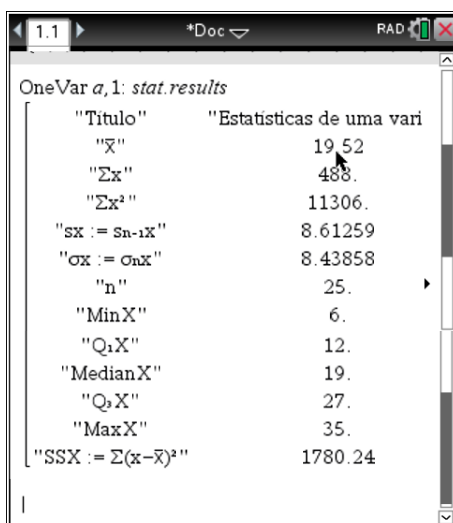 1.1 *Doc RAD
OneVar a,1: stat.results
"Título" "Estatísticas de uma vari
"x̅" 19.52
"Σx" 488.
"Σx²" 11306.
"sx := sₙ₋₁x" 8.61259
"σx := σₙx" 8.43858
"n" 25.
"MinX" 6.
"Q₁X" 12.
"MedianX" 19.
"Q₃X" 27.
"MaxX" 35.
"SSX := Σ(x−x̅)²" 1780.24